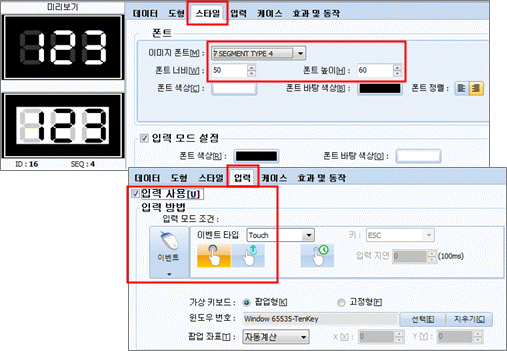 미리보기
123
123
ID : 16 SEQ : 4
데이터 도형 스타일 입력 케이스 효과 및 동작
폰트
이미지 폰트[M]: 7 SEGMENT TYPE 4
폰트 너비[W]: 50 폰트 높이[H]: 60
폰트 색상[C]: 폰트 바탕 색상[B]: 폰트 정렬:
입력 모드 설정
폰트 색상[R]: 폰트 바탕 색상[O]:
데이터 도형 스타일 입력 케이스 효과 및 동작
입력 사용[U]
입력 방법
입력 모드 조건:
이벤트
이벤트 타입 Touch 키: ESC
입력 지연 0 (100ms)
가상 키보드: 팝업형[K] 고정형[F]
윈도우 번호: Window 65535-TenKey 선택[E] 지우기[C]
팝업 좌표[T]: 자동계산 X [X]: 0 Y [Y]: 0